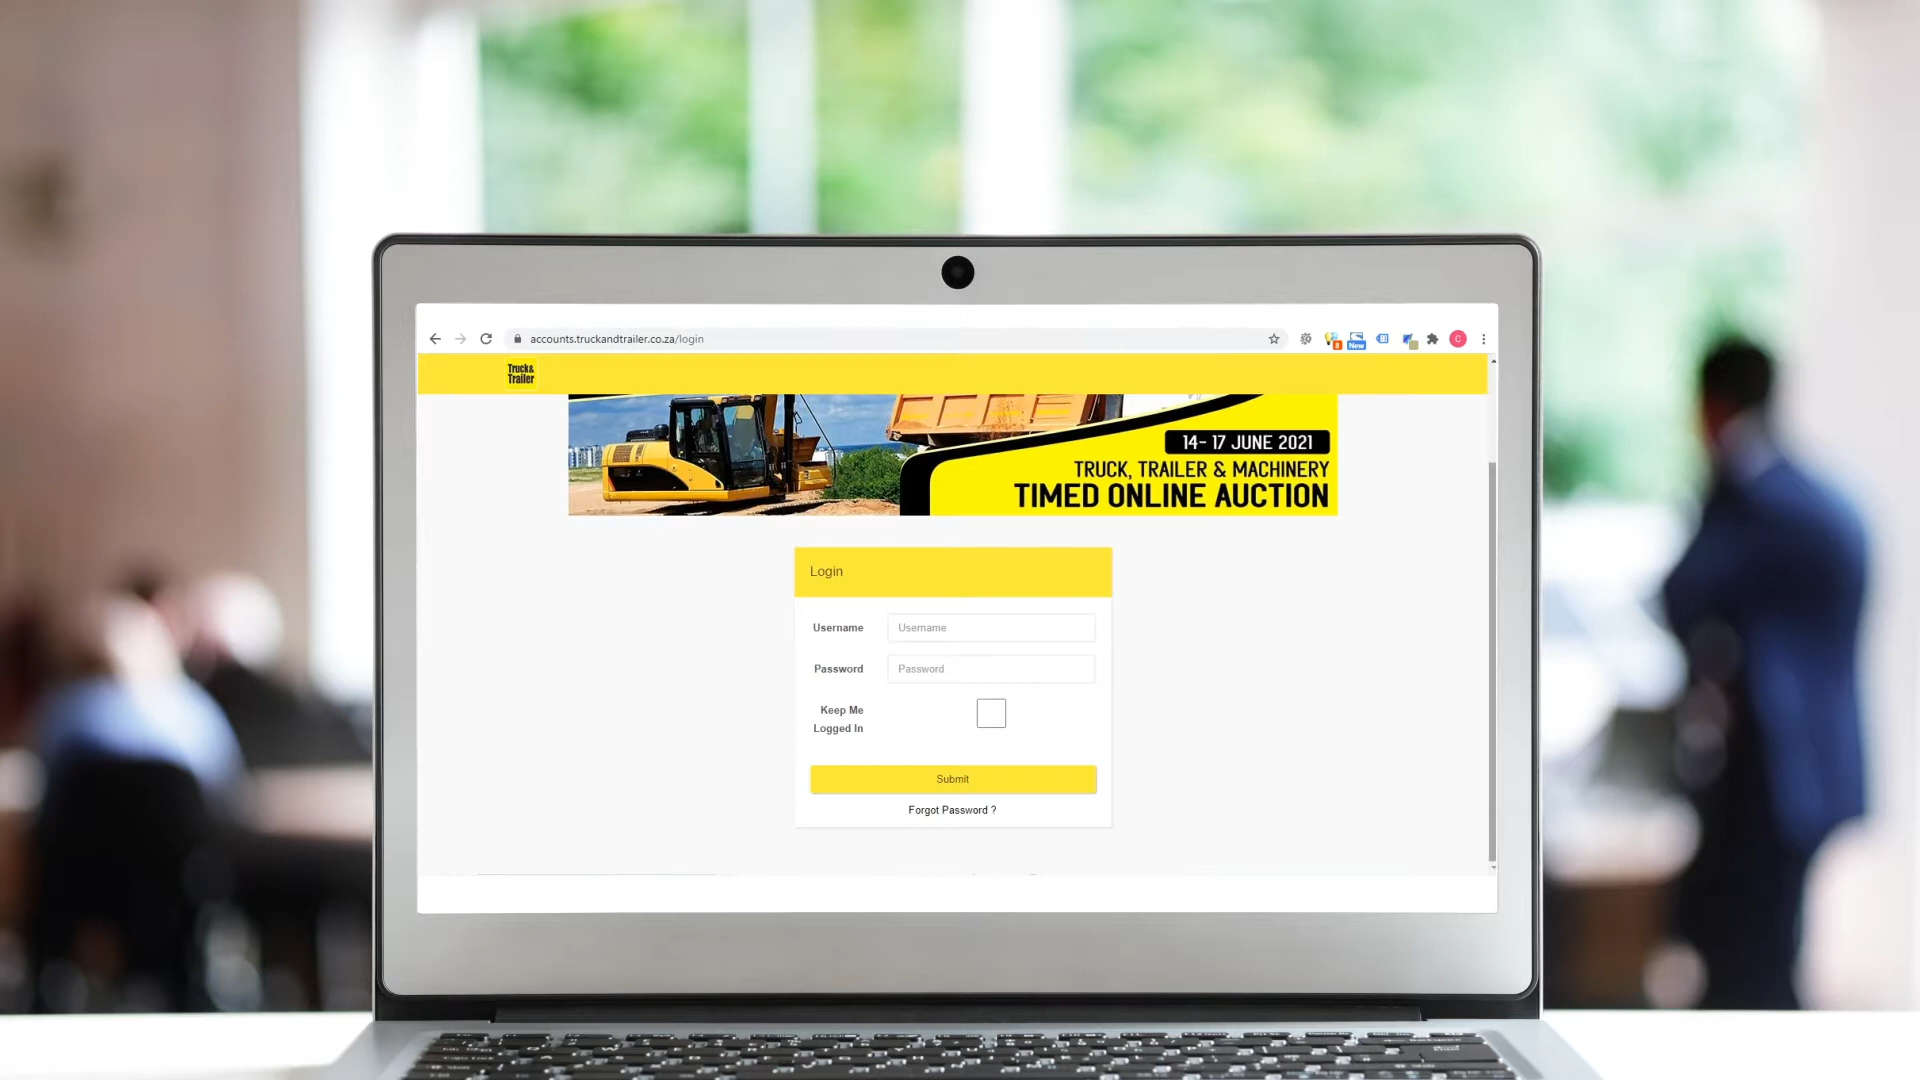 accounts.truckandtrailer.co.za/login
New
C
Truck&
Trailer
14- 17 JUNE 2021
TRUCK, TRAILER & MACHINERY
TIMED ONLINE AUCTION
Login
Username
Username
Password
Password
Keep Me
Logged In
Submit
Forgot Password ?